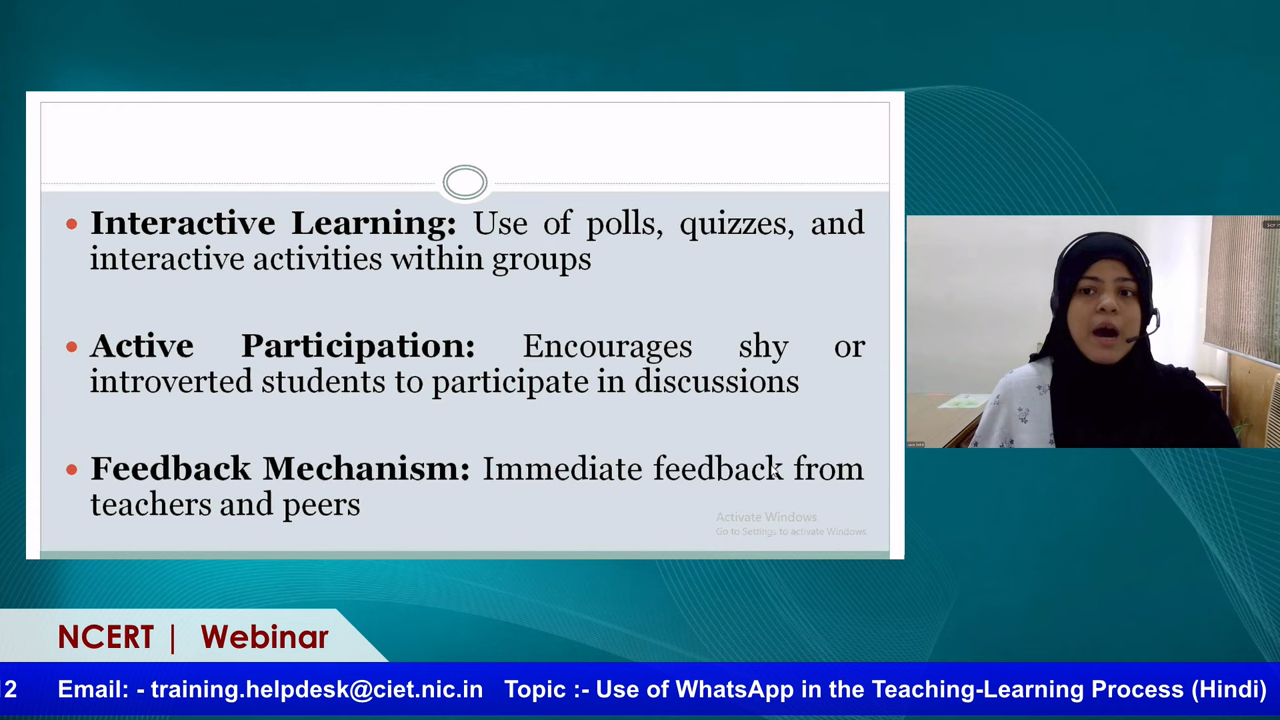 Interactive Learning: Use of polls, quizzes, and
interactive activities within groups
Active Participation: Encourages shy or
introverted students to participate in discussions
Feedback Mechanism: Immediate feedback from
teachers and peers
Activate Windows
Go to Settings to activate Windows.
NCERT | Webinar
12 Email: - training.helpdesk@ciet.nic.in Topic :- Use of WhatsApp in the Teaching-Learning Process (Hindi)